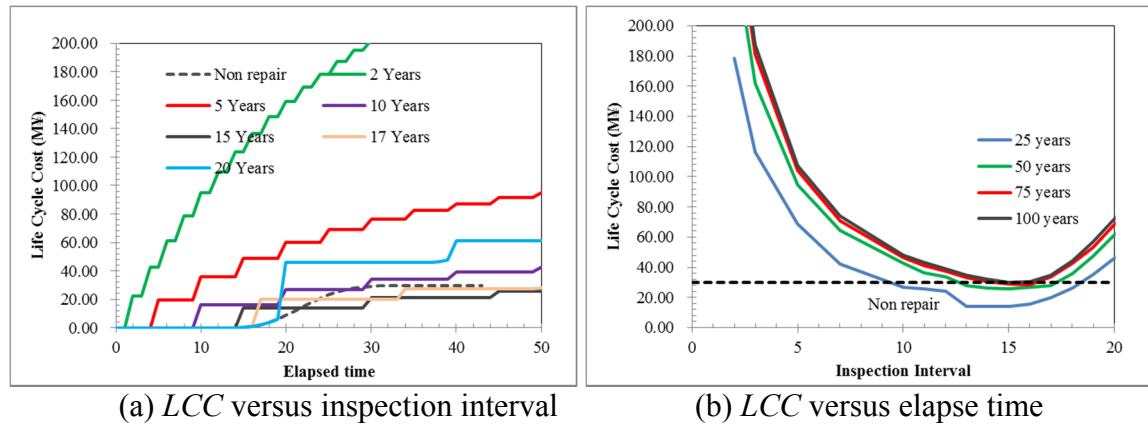 200.00
180.00
160.00
140.00
120.00
100.00
80.00
60.00
40.00
20.00
0.00
Life Cycle Cost (M¥)
Non repair
2 Years
5 Years
10 Years
15 Years
17 Years
20 Years
0 10 20 30 40 50
Elapsed time
(a) LCC versus inspection interval
200.00
180.00
160.00
140.00
120.00
100.00
80.00
60.00
40.00
20.00
0.00
Life Cycle Cost (M¥)
25 years
50 years
75 years
100 years
Non repair
0 5 10 15 20
Inspection Interval
(b) LCC versus elapse time